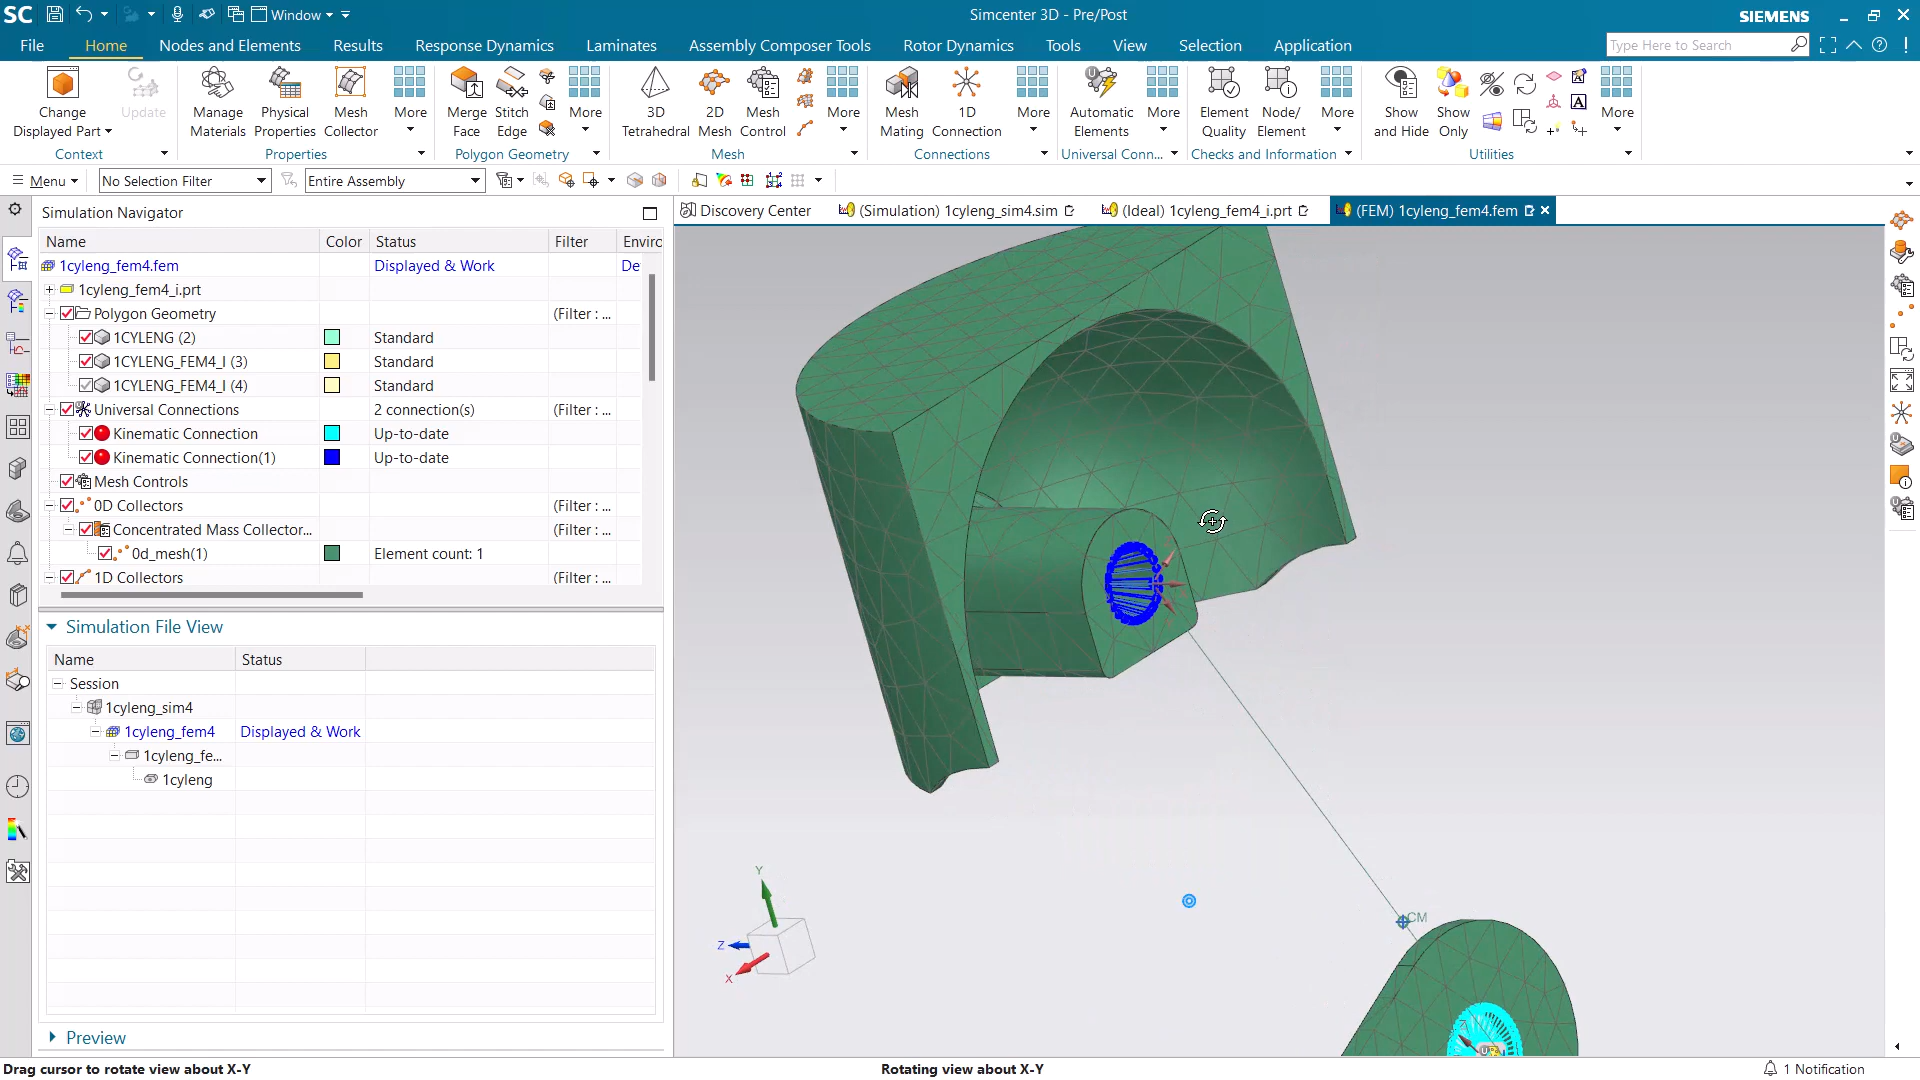 SC
Window
Simcenter 3D - Pre/Post
SIEMENS
File
Home
Nodes and Elements
Results
Response Dynamics
Laminates
Assembly Composer Tools
Rotor Dynamics
Tools
View
Selection
Application
Type Here to Search
Change
Displayed Part
Update
Manage
Materials
Physical
Properties
Mesh
Collector
More
Merge
Face
Stitch
Edge
More
3D
Tetrahedral
2D
Mesh
Mesh
Control
More
Mesh
Mating
1D
Connection
More
Automatic
Elements
More
Element
Quality
Node/
Element
More
Show
and Hide
Show
Only
More
Context
Properties
Polygon Geometry
Mesh
Connections
Universal Conn...
Checks and Information
Utilities
Menu
No Selection Filter
Entire Assembly
Simulation Navigator
Discovery Center
(Simulation) 1cyleng_sim4.sim
(Ideal) 1cyleng_fem4_i.prt
(FEM) 1cyleng_fem4.fem
Name Color Status Filter Enviro
1cyleng_fem4.fem Displayed & Work De
1cyleng_fem4_i.prt
Polygon Geometry (Filter : ...
1CYLENG (2) Standard
1CYLENG_FEM4_I (3) Standard
1CYLENG_FEM4_I (4) Standard
Universal Connections 2 connection(s) (Filter : ...
Kinematic Connection Up-to-date
Kinematic Connection(1) Up-to-date
Mesh Controls
0D Collectors (Filter : ...
Concentrated Mass Collector... (Filter : ...
0d_mesh(1) Element count: 1
1D Collectors (Filter : ...
Simulation File View
Name Status
Session
1cyleng_sim4
1cyleng_fem4 Displayed & Work
1cyleng_fe...
1cyleng
Preview
Y
Z
X
CM
Drag cursor to rotate view about X-Y
Rotating view about X-Y
1 Notification